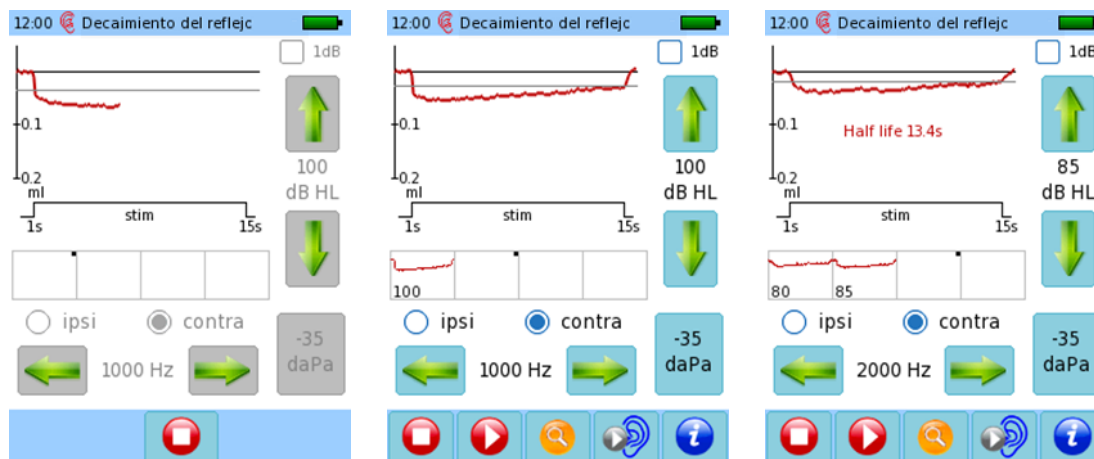 12:00 Decaimiento del reflejc
1dB
0.1
0.2
ml
100
dB HL
stim
1s 15s
ipsi contra
-35
daPa
1000 Hz
12:00 Decaimiento del reflejc
1dB
0.1
0.2
ml
100
dB HL
stim
1s 15s
100
ipsi contra
-35
daPa
1000 Hz
i
12:00 Decaimiento del reflejc
1dB
0.1
Half life 13.4s
0.2
ml
85
dB HL
stim
1s 15s
80 85
ipsi contra
-35
daPa
2000 Hz
i